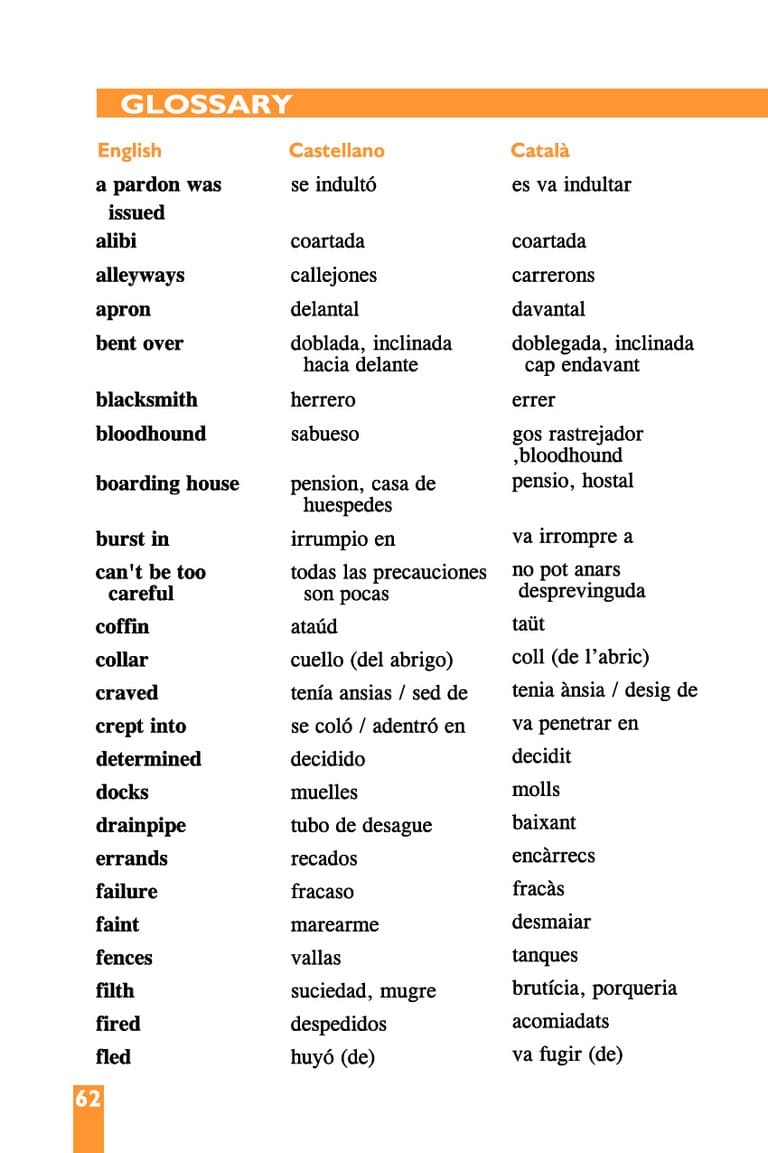 GLOSSARY
English Castellano Català
a pardon was se indultó es va indultar
issued
alibi coartada coartada
alleyways callejones carrerons
apron delantal davantal
bent over doblada, inclinada doblegada, inclinada
hacia delante cap endavant
blacksmith herrero errer
bloodhound sabueso gos rastrejador
,bloodhound
boarding house pension, casa de pensio, hostal
huespedes
burst in irrumpio en va irrompre a
can't be too todas las precauciones no pot anars
careful son pocas desprevinguda
coffin ataúd taüt
collar cuello (del abrigo) coll (de l’abric)
craved tenía ansias / sed de tenia ànsia / desig de
crept into se coló / adentró en va penetrar en
determined decidido decidit
docks muelles molls
drainpipe tubo de desague baixant
errands recados encàrrecs
failure fracaso fracàs
faint marearme desmaiar
fences vallas tanques
filth suciedad, mugre brutícia, porqueria
fired despedidos acomiadats
fled huyó (de) va fugir (de)
62